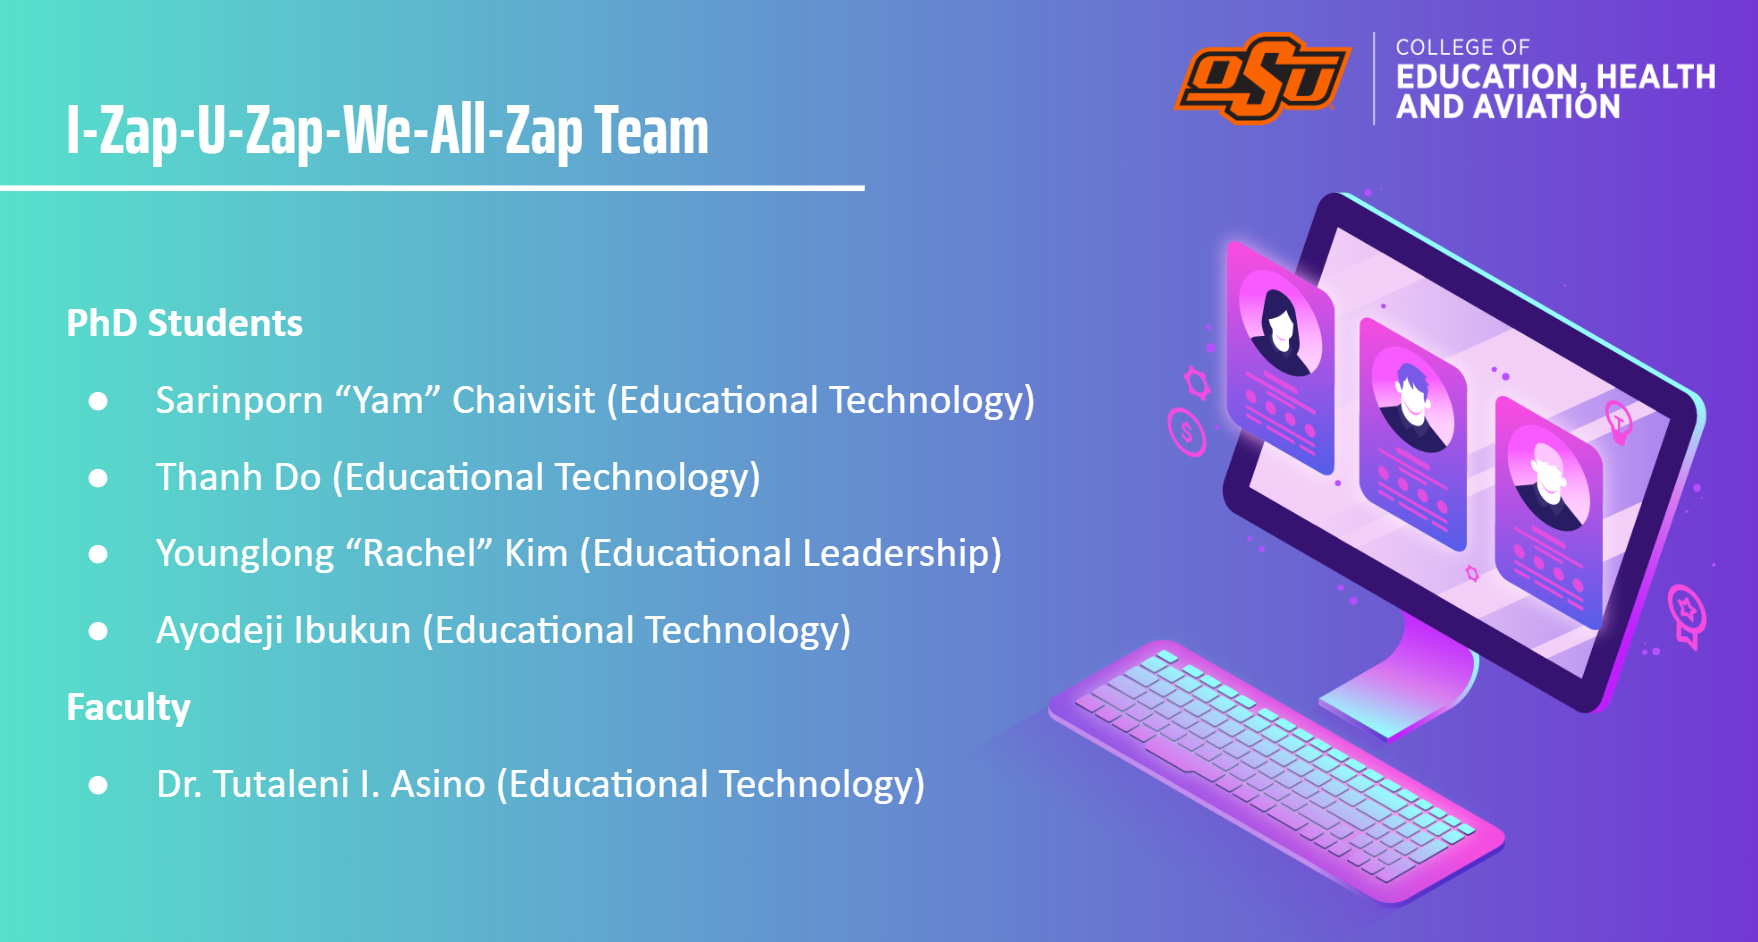 OSU
COLLEGE OF
EDUCATION, HEALTH
AND AVIATION
I-Zap-U-Zap-We-All-Zap Team
PhD Students
● Sarinporn “Yam” Chaivisit (Educational Technology)
● Thanh Do (Educational Technology)
● Younglong “Rachel” Kim (Educational Leadership)
● Ayodeji Ibukun (Educational Technology)
Faculty
● Dr. Tutaleni I. Asino (Educational Technology)
$